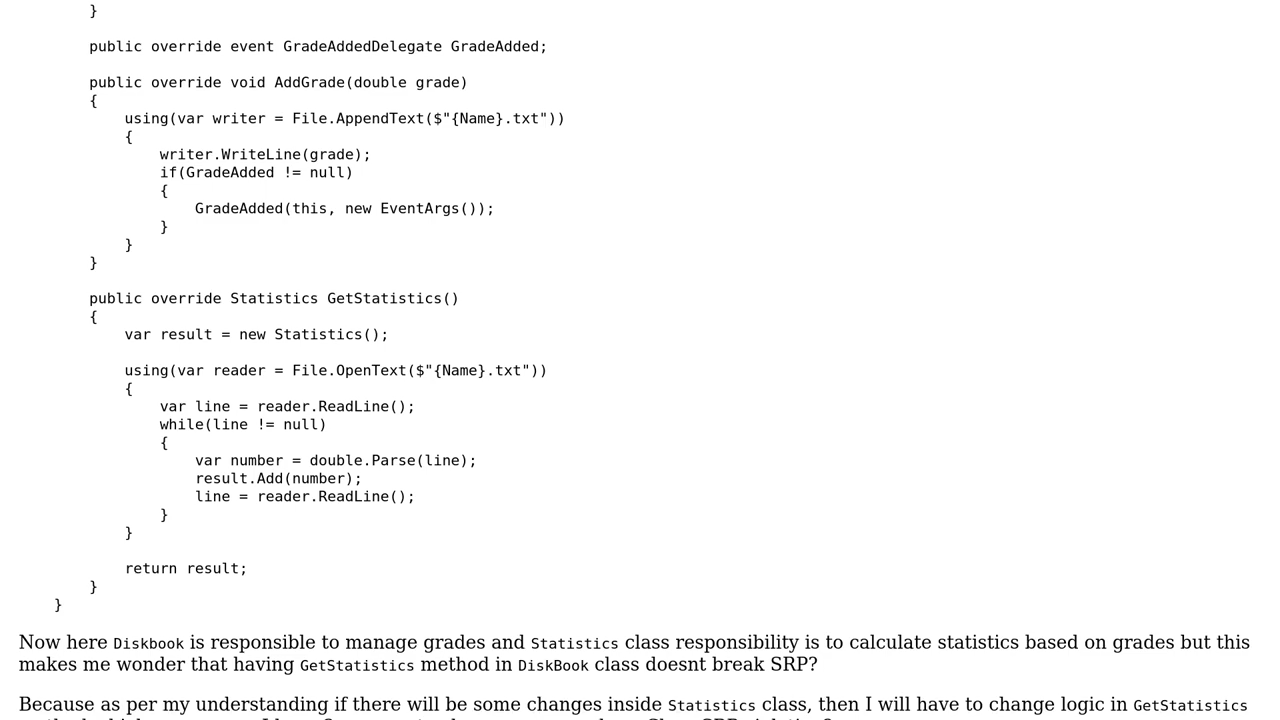 }
public override event GradeAddedDelegate GradeAdded;
public override void AddGrade(double grade)
{
using(var writer = File.AppendText($"{Name}.txt"))
{
writer.WriteLine(grade);
if(GradeAdded != null)
{
GradeAdded(this, new EventArgs());
}
}
}
public override Statistics GetStatistics()
{
var result = new Statistics();
using(var reader = File.OpenText($"{Name}.txt"))
{
var line = reader.ReadLine();
while(line != null)
{
var number = double.Parse(line);
result.Add(number);
line = reader.ReadLine();
}
}
return result;
}
}
Now here Diskbook is responsible to manage grades and Statistics class responsibility is to calculate statistics based on grades but this
makes me wonder that having GetStatistics method in DiskBook class doesnt break SRP?
Because as per my understanding if there will be some changes inside Statistics class, then I will have to change logic in GetStatistics